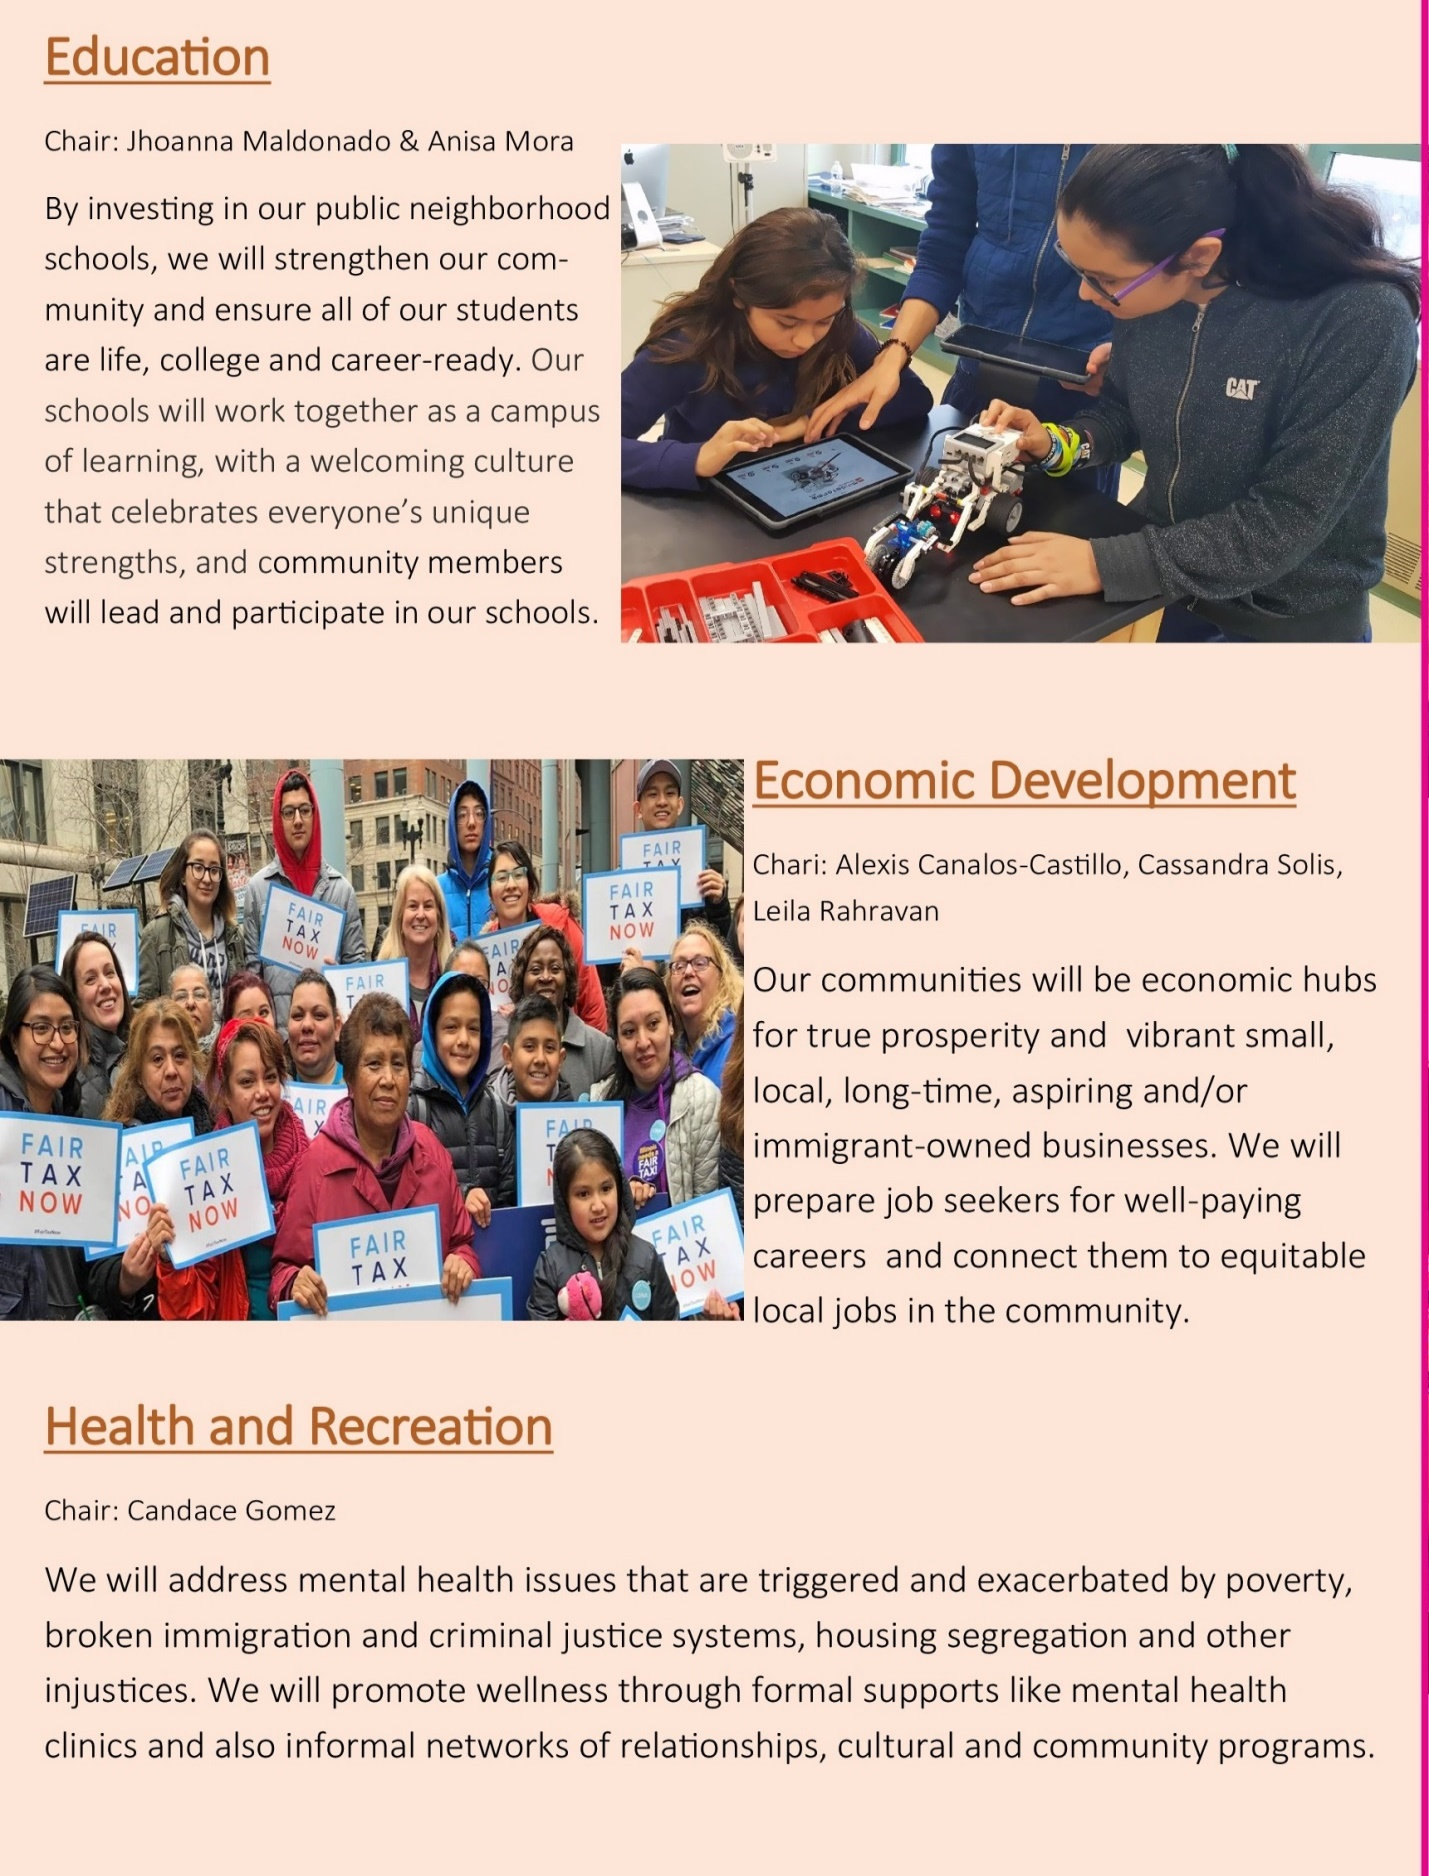 Education
Chair: Jhoanna Maldonado & Anisa Mora
By investing in our public neighborhood
schools, we will strengthen our com-
munity and ensure all of our students
are life, college and career-ready. Our
schools will work together as a campus
of learning, with a welcoming culture
that celebrates everyone's unique
strengths, and community members
will lead and participate in our schools.
CAT
Economic Development
Chari: Alexis Canalos-Castillo, Cassandra Solis,
Leila Rahravan
Our communities will be economic hubs
for true prosperity and  vibrant small,
local, long-time, aspiring and/or
immigrant-owned businesses. We will
prepare job seekers for well-paying
careers  and connect them to equitable
local jobs in the community.
FAIR
FAIR
TAX
NOW
FAIR
TAX
NOW
FAIR
FAIR
FAIR
TAX
NOW
FAIR
TAX
NOW
FAIR
TAX
FAIR
TAX
NOW
Health and Recreation
Chair: Candace Gomez
We will address mental health issues that are triggered and exacerbated by poverty,
broken immigration and criminal justice systems, housing segregation and other
injustices. We will promote wellness through formal supports like mental health
clinics and also informal networks of relationships, cultural and community programs.